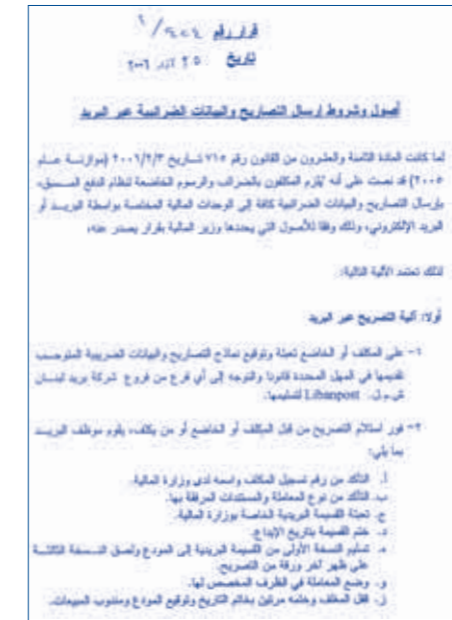 قرار رقم ٤٠٤/١
تاريخ ٢٥ آذار ٢٠٠٦
أصول وشروط إرسال التصاريح والبيانات الضرائبية عبر البريد
لما كانت المادة الثامنة والعشرون من القانون رقم ٧١٥ تاريخ ٢٠٠٦/٢/٣ (موازنة عام
٢٠٠٥) قد نصت على أنه "يلزم المكلفون بالضرائب والرسوم الخاضعة لنظام الدفع المسبق،
بإرسال التصاريح والبيانات الضرائبية كافة إلى الوحدات المالية المختصة بواسطة البريد أو
البريد الإلكتروني، وذلك وفقا للأصول التي يحددها وزير المالية بقرار يصدر عنه،
لذلك تعتمد الآلية التالية:
أولا: آلية التصريح عبر البريد
١- على المكلف أو الخاضع تعبئة وتوقيع نماذج التصاريح والبيانات الضريبية المتوجب
تقديمها في المهل المحددة قانونا والتوجه إلى أي فرع من فروع شركة بريد لبنان
ش.م.ل. Libanpost لتسليمها.
٢- فور استلام التصريح من قبل المكلف أو الخاضع أو من يكلف، يقوم موظف البريد
بما يلي:
أ. التأكد من رقم تسجيل المكلف واسمه لدى وزارة المالية.
ب. التأكد من نوع المعاملة والمستندات المرفقة بها.
ج. تعبئة القسيمة البريدية الخاصة بوزارة المالية.
د. ختم القسيمة بتاريخ الإيداع.
ه. تسليم النسخة الأولى من القسيمة البريدية إلى المودع ولصق النسخة الثالثة
على ظهر آخر ورقة من التصريح.
و. وضع المعاملة في الظرف المخصص لها.
ز. قفل المغلف وختمه مرتين بخاتم التاريخ وتوقيع المودع ومندوب المبيعات.